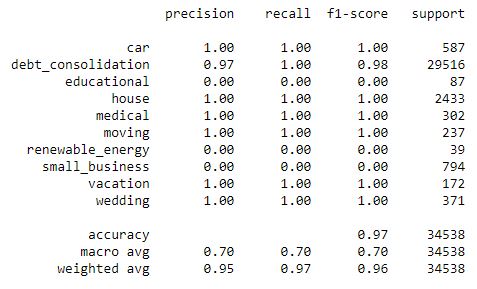 precision recall f1-score support
car 1.00 1.00 1.00 587
debt_consolidation 0.97 1.00 0.98 29516
educational 0.00 0.00 0.00 87
house 1.00 1.00 1.00 2433
medical 1.00 1.00 1.00 302
moving 1.00 1.00 1.00 237
renewable_energy 0.00 0.00 0.00 39
small_business 0.00 0.00 0.00 794
vacation 1.00 1.00 1.00 172
wedding 1.00 1.00 1.00 371
accuracy 0.97 34538
macro avg 0.70 0.70 0.70 34538
weighted avg 0.95 0.97 0.96 34538